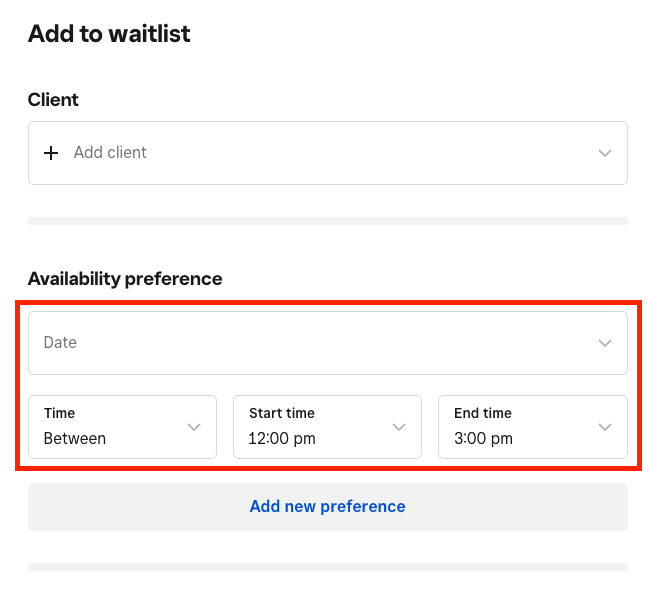 Add to waitlist
Client
Add client
Availability preference
Date
Time
Between
Start time
12:00 pm
End time
3:00 pm
Add new preference